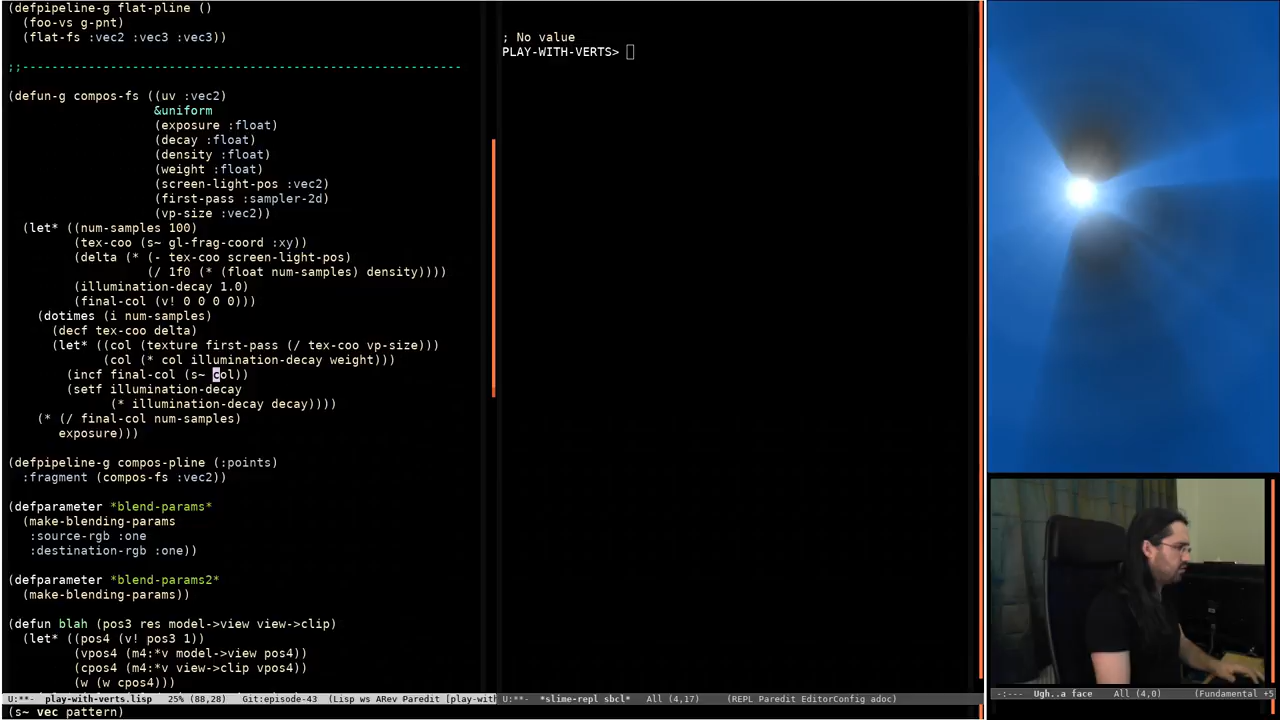 (defpipeline-g flat-pline ()
(foo-vs g-pnt)
(flat-fs :vec2 :vec3 :vec3))
;;------------------------------------------------------------
(defun-g compos-fs ((uv :vec2)
&uniform
(exposure :float)
(decay :float)
(density :float)
(weight :float)
(screen-light-pos :vec2)
(first-pass :sampler-2d)
(vp-size :vec2))
(let* ((num-samples 100)
(tex-coo (s~ gl-frag-coord :xy))
(delta (* (- tex-coo screen-light-pos)
(/ 1f0 (* (float num-samples) density))))
(illumination-decay 1.0)
(final-col (v! 0 0 0 0)))
(dotimes (i num-samples)
(decf tex-coo delta)
(let* ((col (texture first-pass (/ tex-coo vp-size)))
(col (* col illumination-decay weight)))
(incf final-col (s~ col))
(setf illumination-decay
(* illumination-decay decay))))
(* (/ final-col num-samples)
exposure)))
(defpipeline-g compos-pline (:points)
:fragment (compos-fs :vec2))
(defparameter *blend-params*
(make-blending-params
:source-rgb :one
:destination-rgb :one))
(defparameter *blend-params2*
(make-blending-params))
(defun blah (pos3 res model->view view->clip)
(let* ((pos4 (v! pos3 1))
(vpos4 (m4:*v model->view pos4))
(cpos4 (m4:*v view->clip vpos4))
(w (w cpos4)))
U:**- play-with-verts.lisp 25% (88,28) Git:episode-43 (Lisp ws ARev Paredit [play-wit
(s~ vec pattern)
; No value
PLAY-WITH-VERTS>
U:**- *slime-repl sbcl* All (4,17) (REPL Paredit EditorConfig adoc)
-:--- Ugh..a face All (4,0) (Fundamental +5